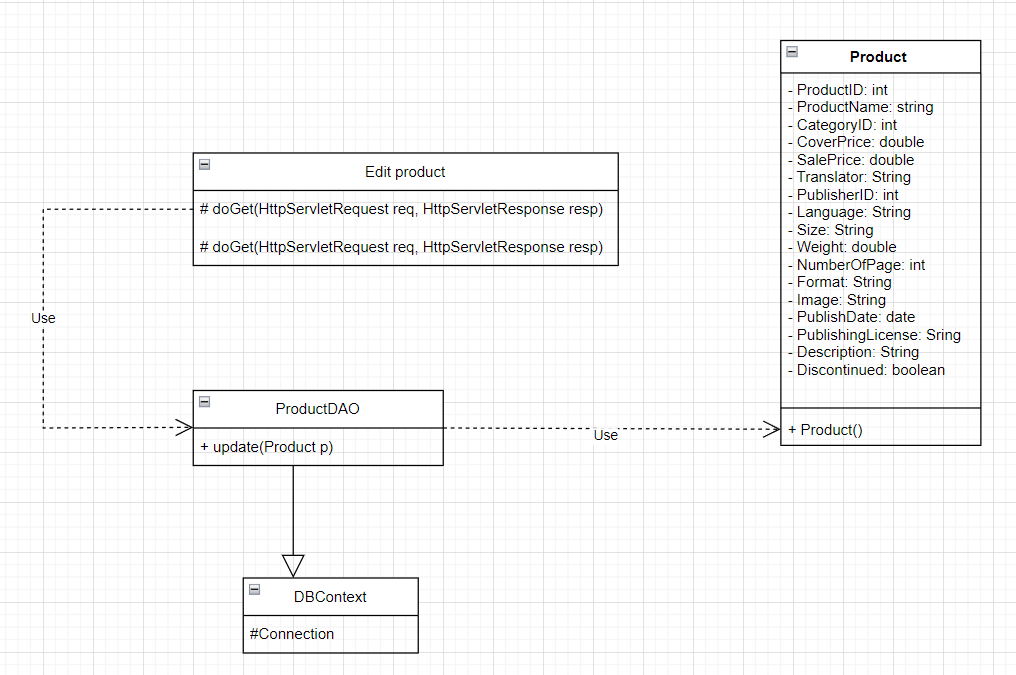 Product
- ProductID: int
- ProductName: string
- CategoryID: int
- CoverPrice: double
- SalePrice: double
- Translator: String
- PublisherID: int
- Language: String
- Size: String
- Weight: double
- NumberOfPage: int
- Format: String
- Image: String
- PublishDate: date
- PublishingLicense: Sring
- Description: String
- Discontinued: boolean
+ Product()
Edit product
# doGet(HttpServletRequest req, HttpServletResponse resp)
# doGet(HttpServletRequest req, HttpServletResponse resp)
Use
ProductDAO
+ update(Product p)
Use
DBContext
#Connection